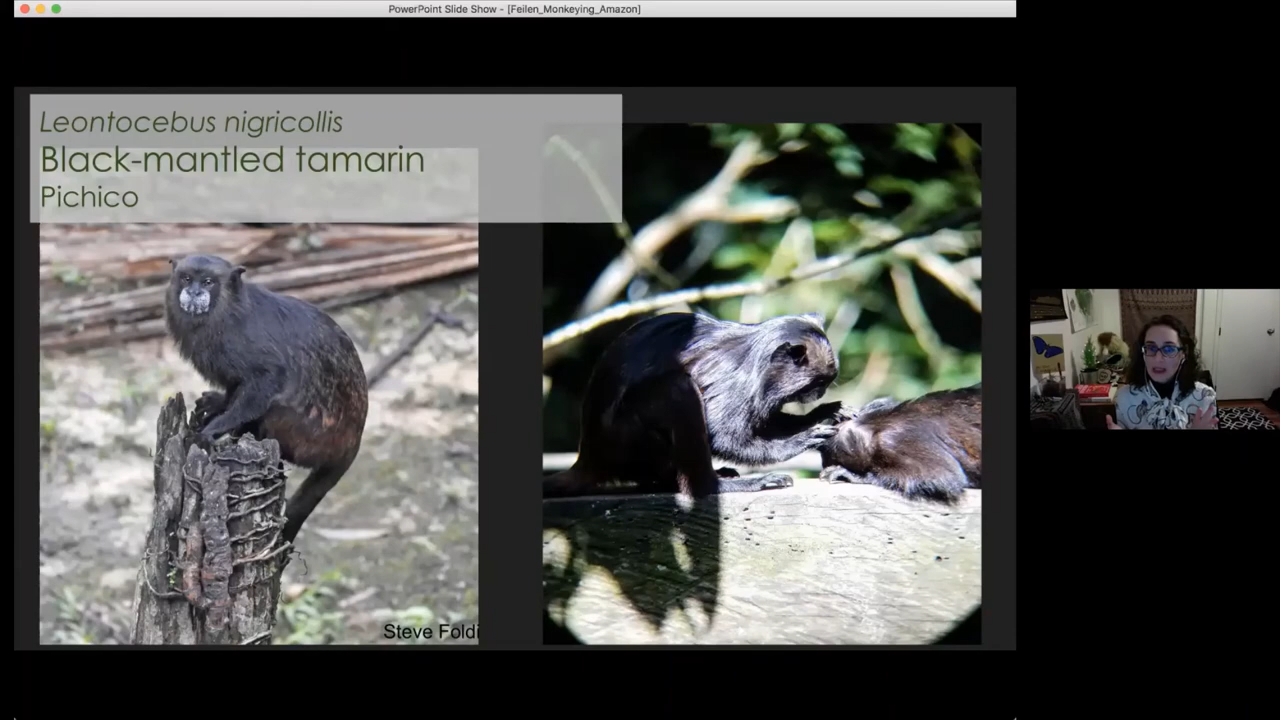 PowerPoint Slide Show - [Feilen_Monkeying_Amazon]
Leontocebus nigricollis
Black-mantled tamarin
Pichico
Steve Foldi